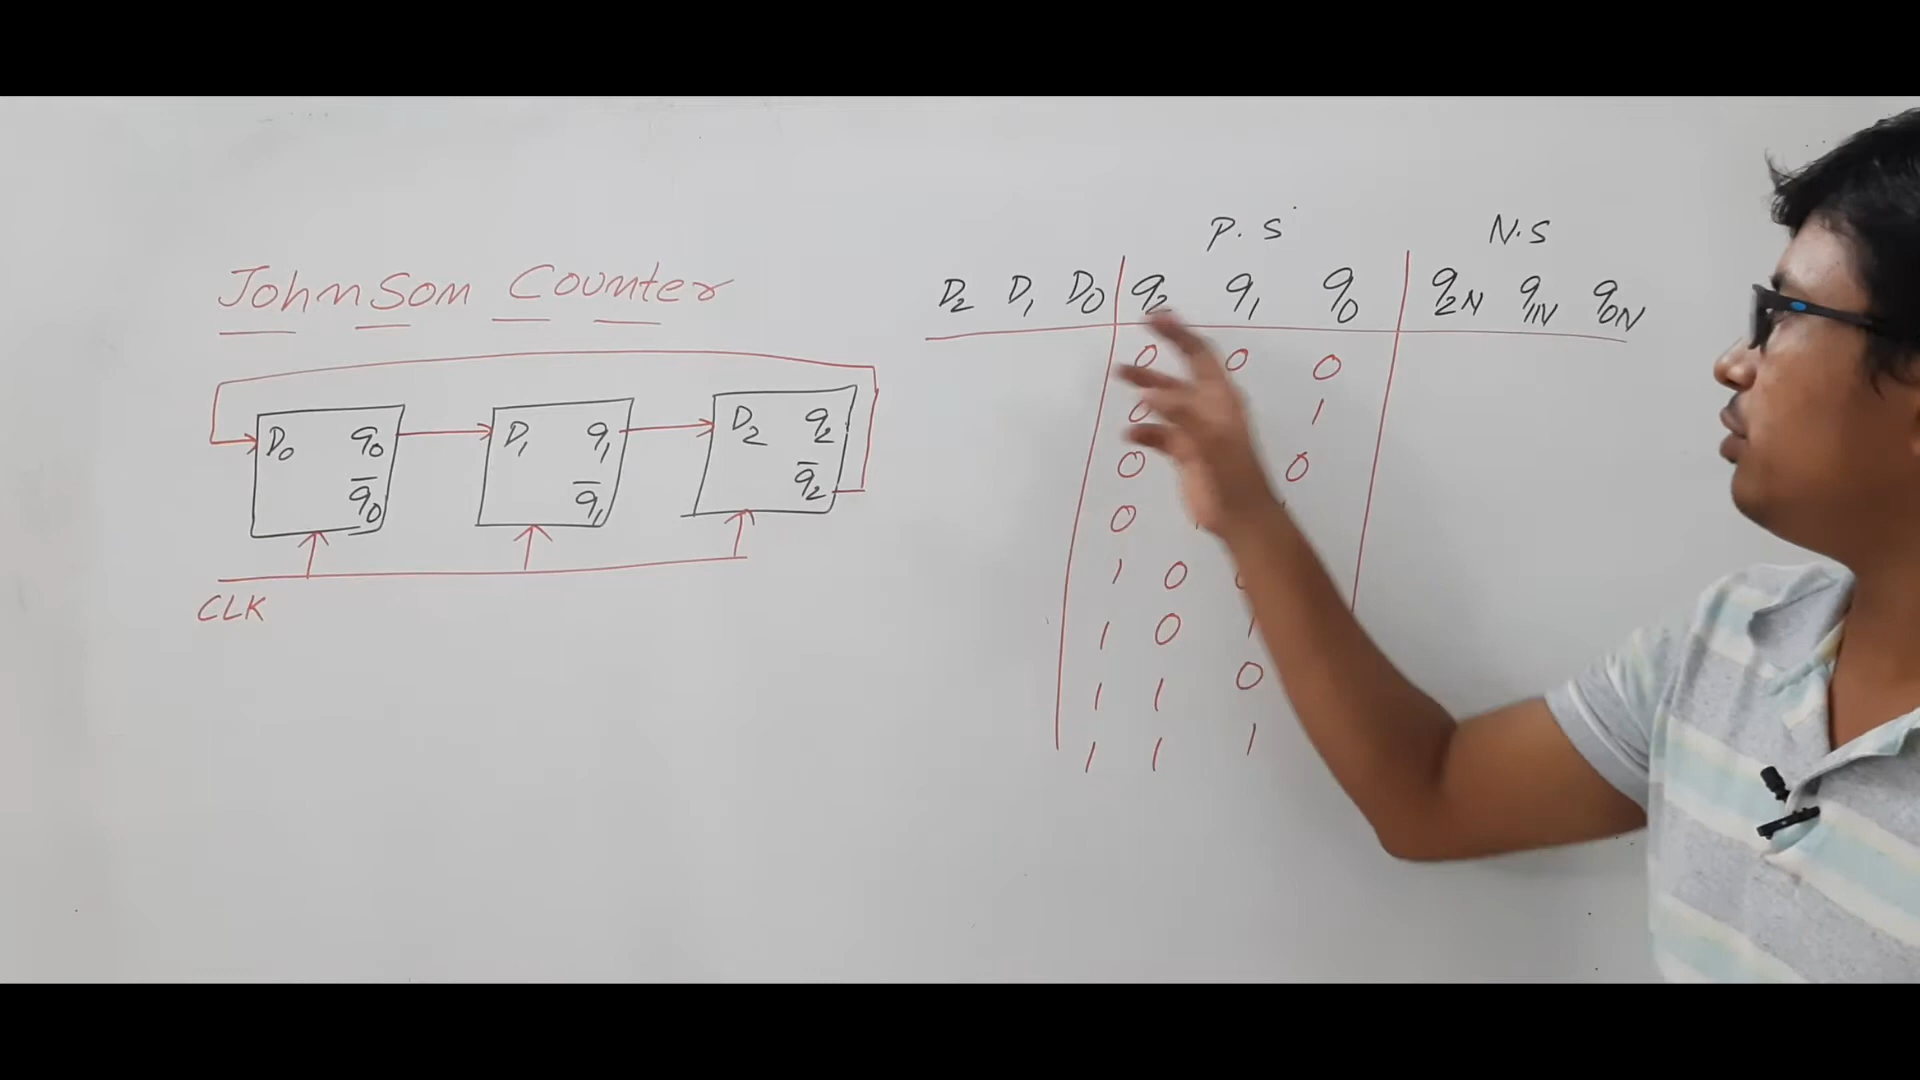 Johnson Counter
D0 q0
q̅0
D1 q1
q̅1
D2 q2
q̅2
CLK
P.S N.S
D2 D1 D0 q2 q1 q0 q2N q1N q0N
0 0 0
0 1
0 0
0
1 0
1 0 1
1 1 0
1 1 1